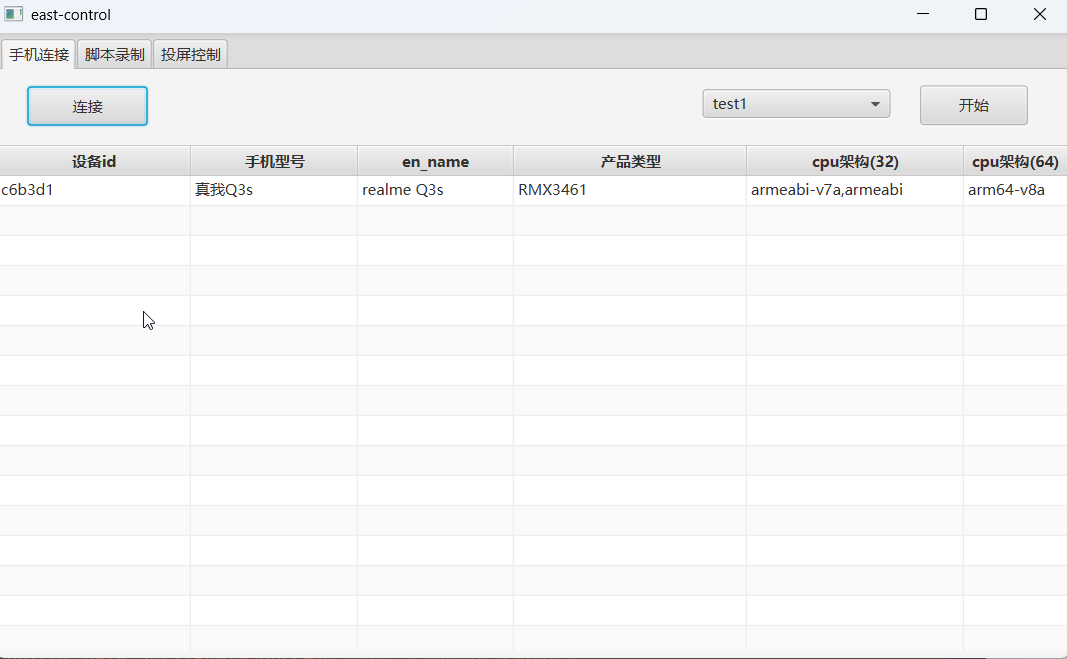 east-control
手机连接 脚本录制 投屏控制
连接 test1 开始
设备id 手机型号 en_name 产品类型 cpu架构(32) cpu架构(64)
c6b3d1 真我Q3s realme Q3s RMX3461 armeabi-v7a,armeabi arm64-v8a